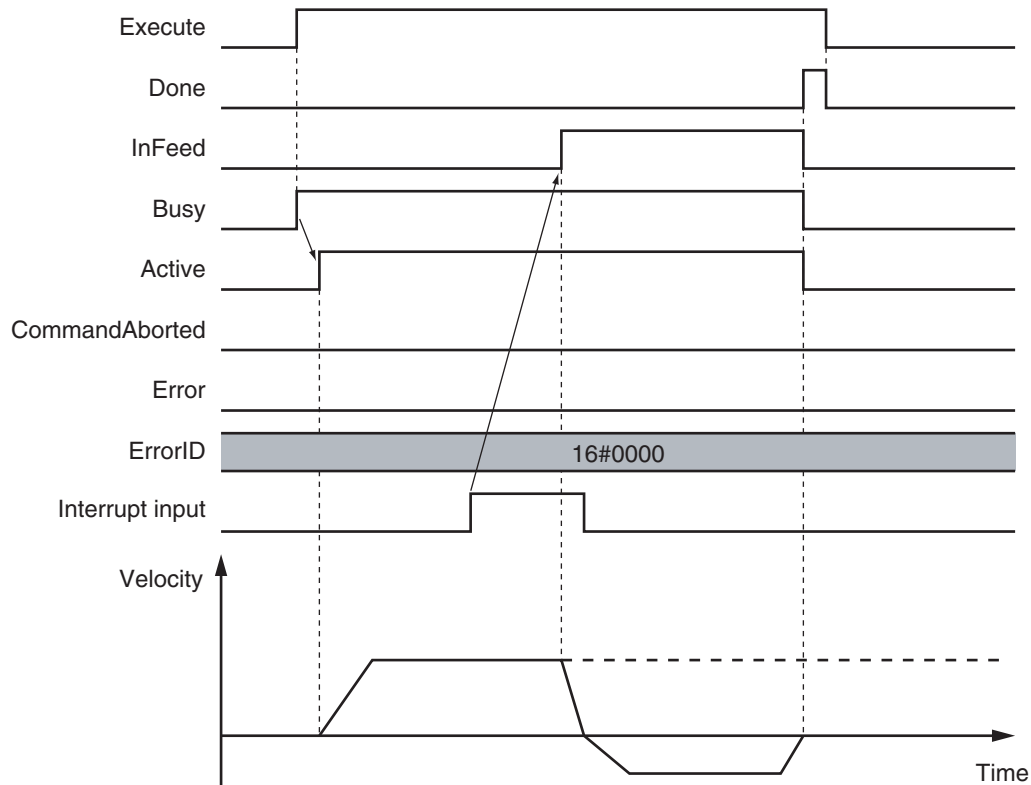 Execute
Done
InFeed
Busy
Active
CommandAborted
Error
ErrorID
16#0000
Interrupt input
Velocity
Time